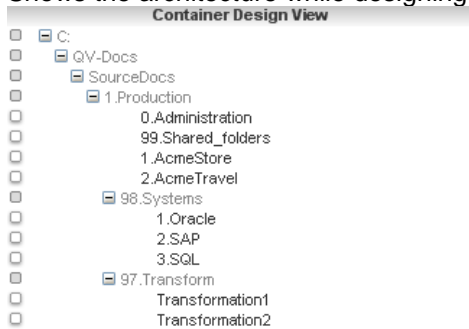 Shows the architecture while designing
Container Design View
C:
QV-Docs
SourceDocs
1.Production
0.Administration
99.Shared_folders
1.AcmeStore
2.AcmeTravel
98.Systems
1.Oracle
2.SAP
3.SQL
97.Transform
Transformation1
Transformation2